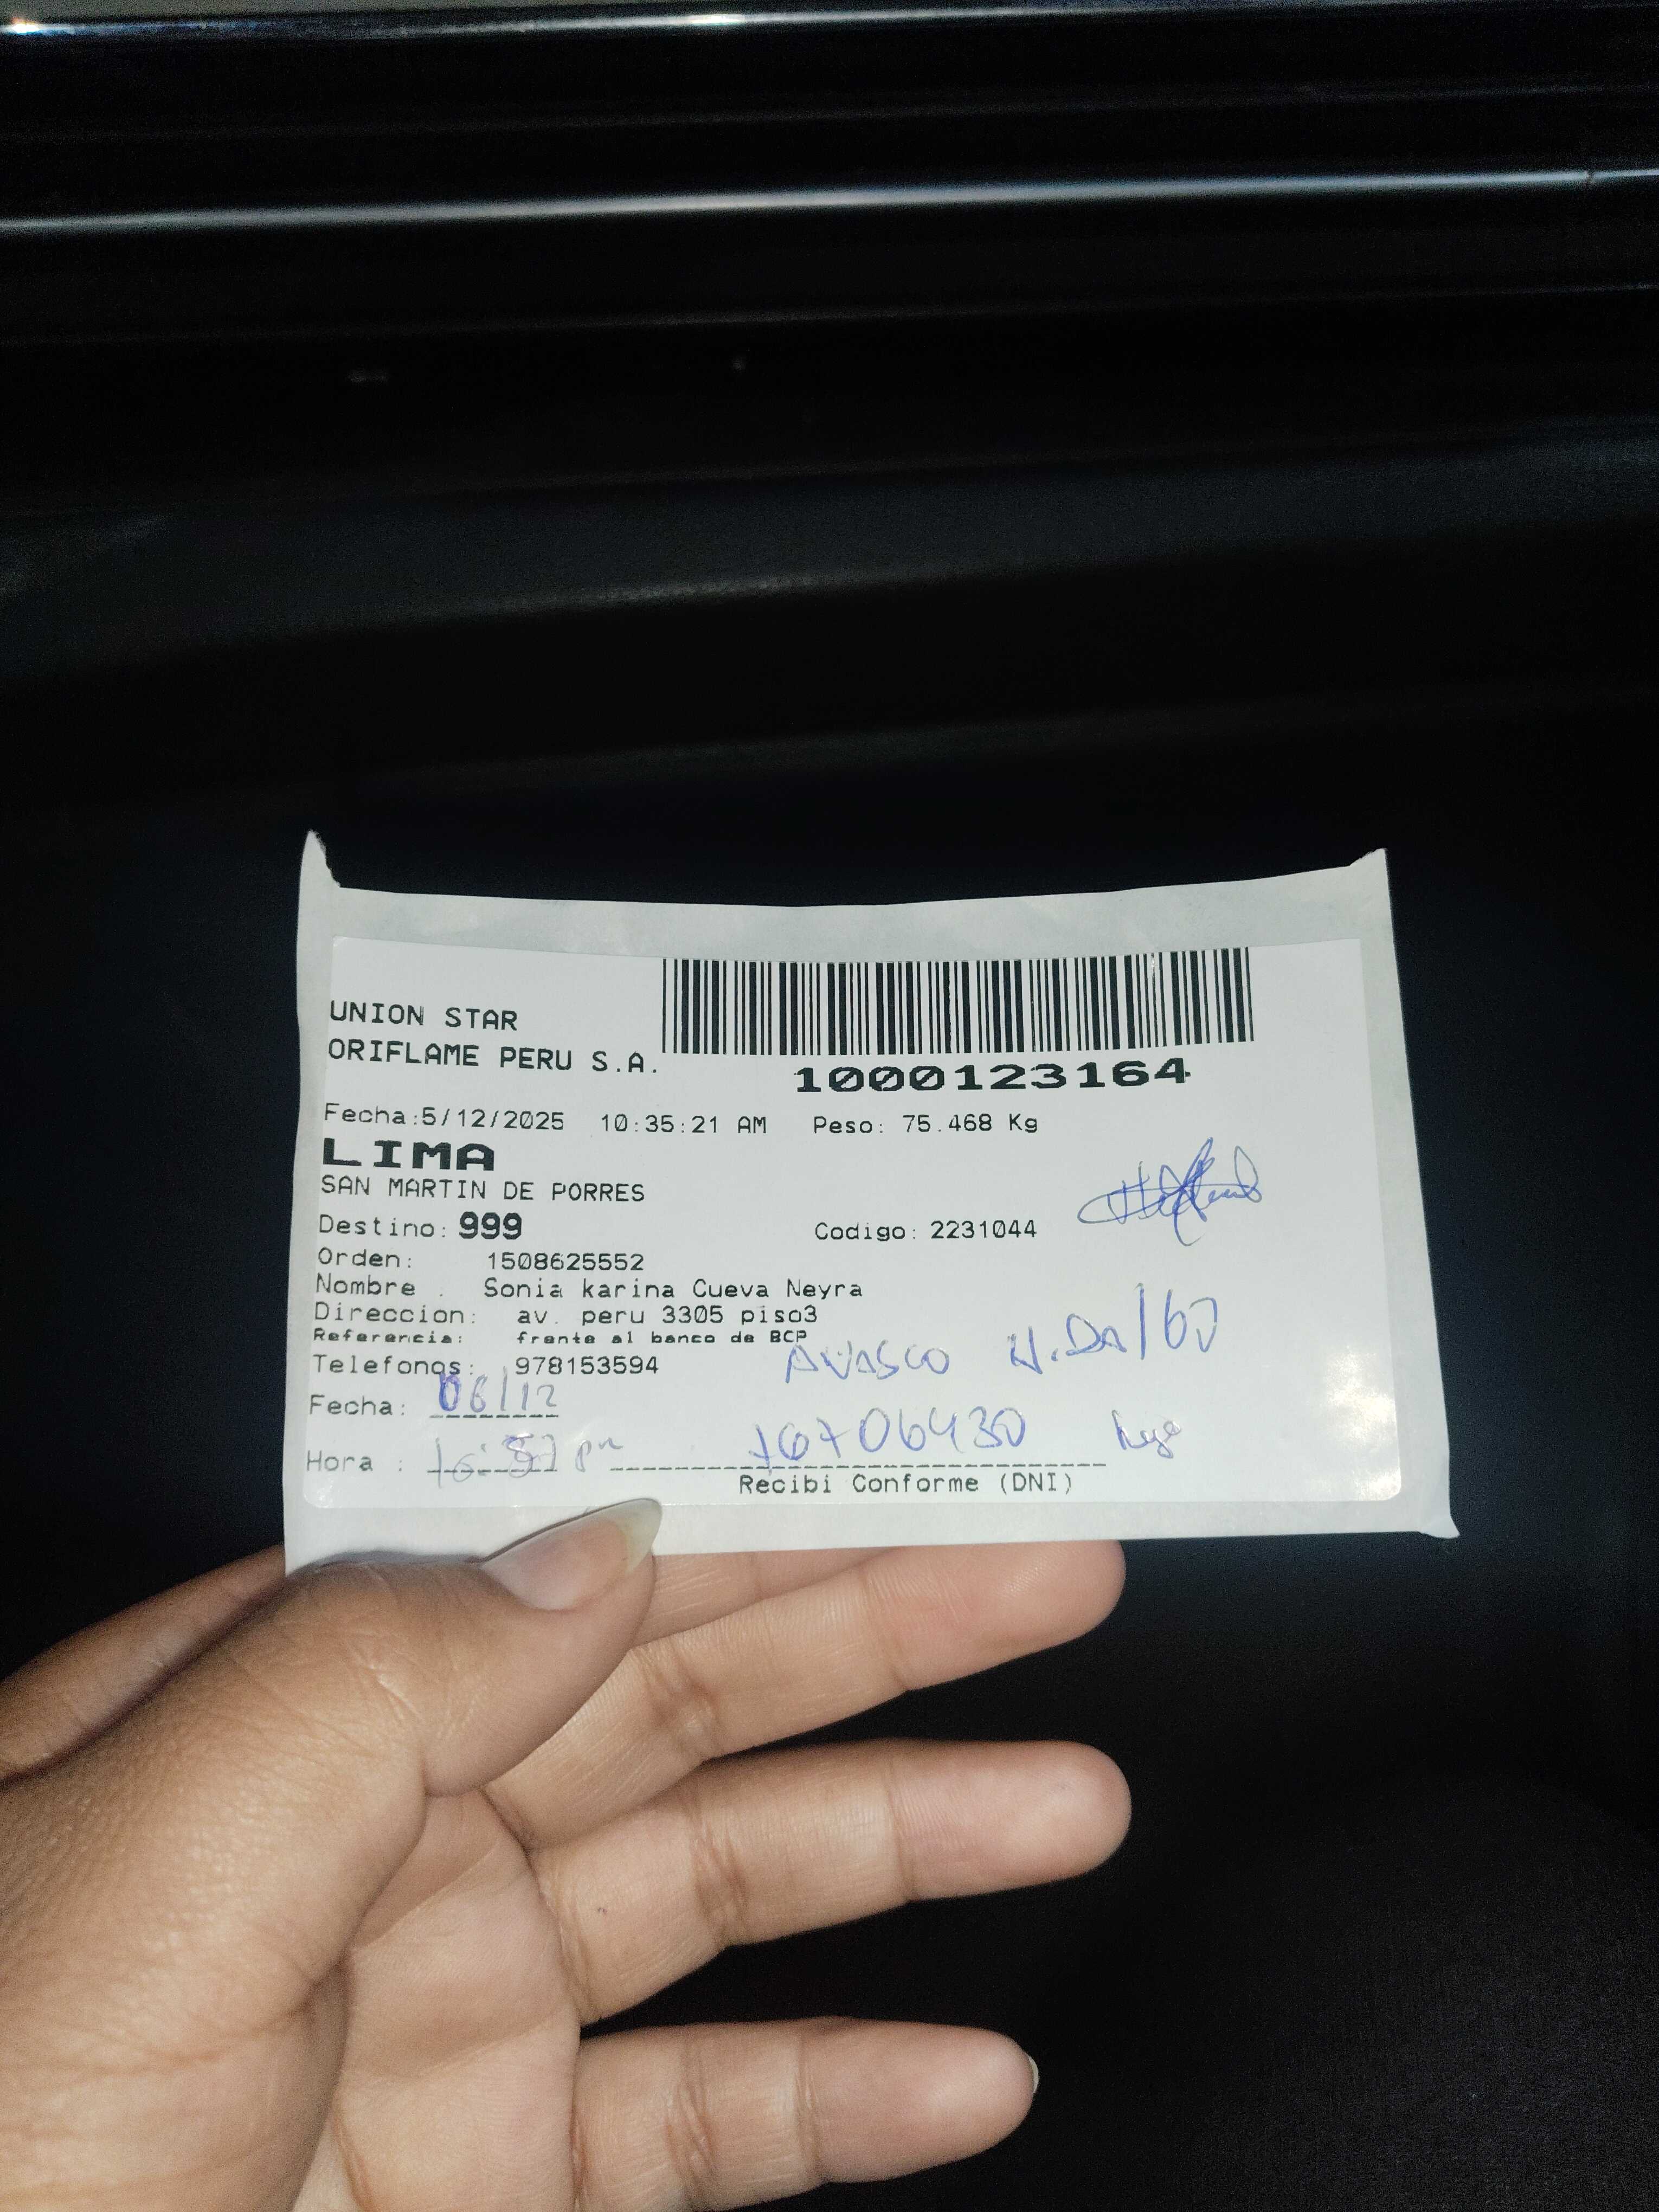 UNION STAR
ORIFLAME PERU S.A.
1000123164
Fecha:5/12/2025 10:35:21 AM Peso: 75.468 Kg
LIMA
SAN MARTIN DE PORRES
Destino: 999 Codigo: 2231044
Orden: 1508625552
Nombre . Sonia karina Cueva Neyra
Direccion: av. peru 3305 piso3
Referencia: frente al banco de BCP
Telefonos: 978153594
Fecha: 06/12
Hora : pm
Recibi Conforme (DNI)